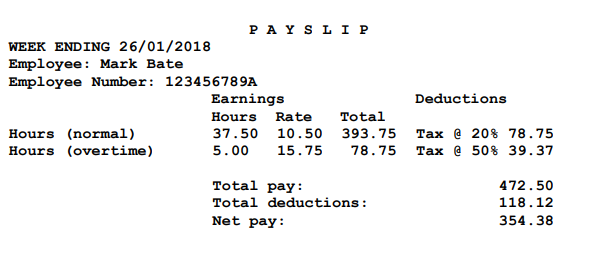 P A Y S L I P
WEEK ENDING 26/01/2018
Employee: Mark Bate
Employee Number: 123456789A
Earnings Deductions
Hours Rate Total
Hours (normal) 37.50 10.50 393.75 Tax @ 20% 78.75
Hours (overtime) 5.00 15.75 78.75 Tax @ 50% 39.37
Total pay: 472.50
Total deductions: 118.12
Net pay: 354.38